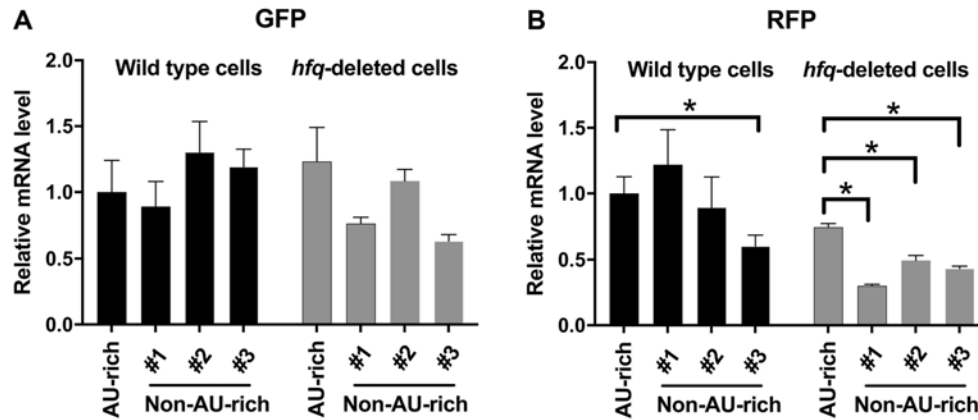 A
GFP
Relative mRNA level
2.0
1.5
1.0
0.5
0.0
Wild type cells
hfq-deleted cells
AU-rich
#1
#2
#3
Non-AU-rich
AU-rich
#1
#2
#3
Non-AU-rich
B
RFP
Relative mRNA level
2.0
1.5
1.0
0.5
0.0
Wild type cells
hfq-deleted cells
*
*
*
*
AU-rich
#1
#2
#3
Non-AU-rich
AU-rich
#1
#2
#3
Non-AU-rich